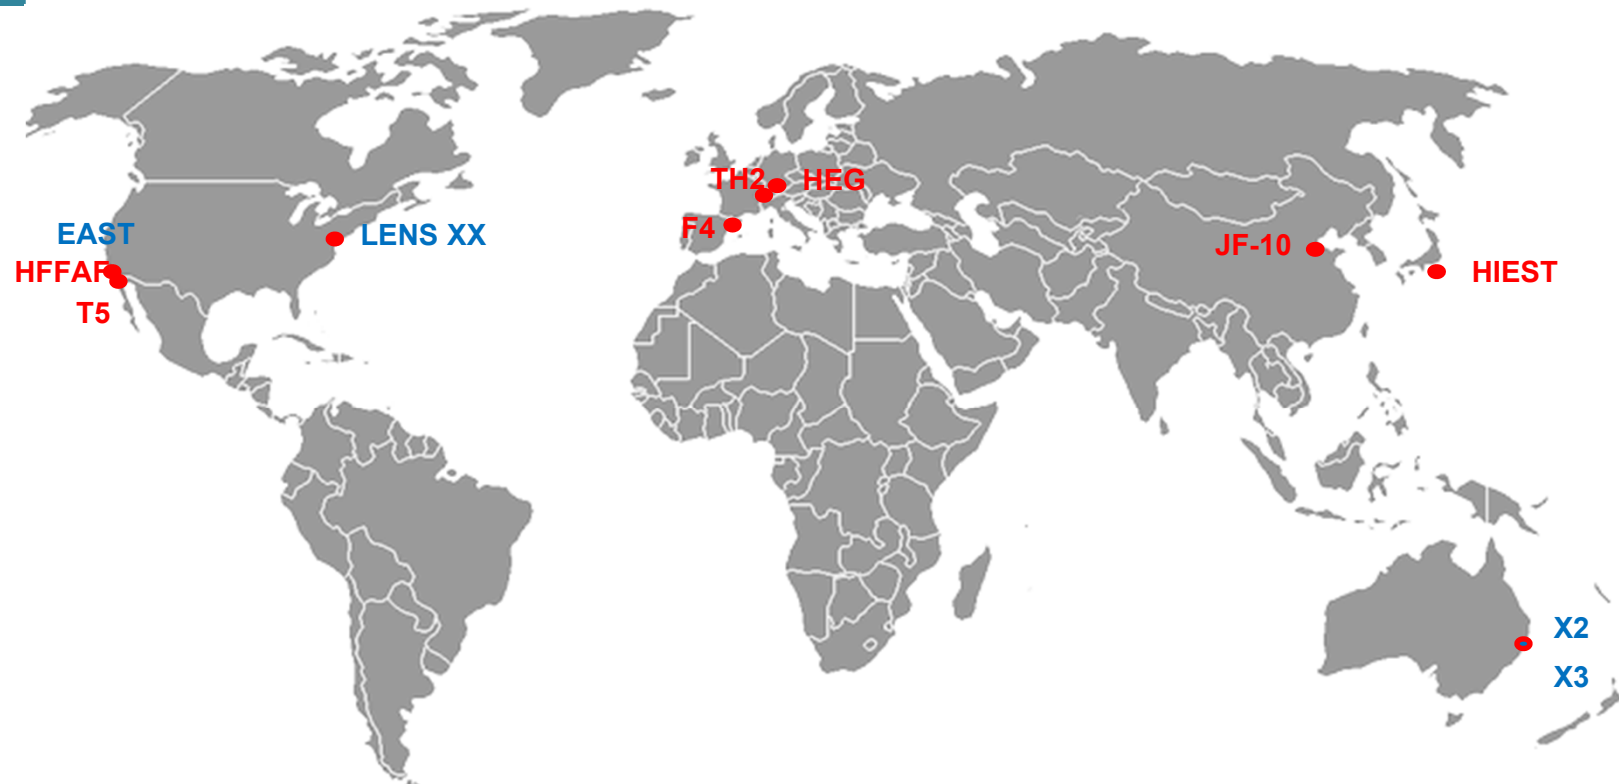 TH2
HEG
F4
EAST
LENS XX
JF-10
HFFAF
HIEST
T5
X2
X3